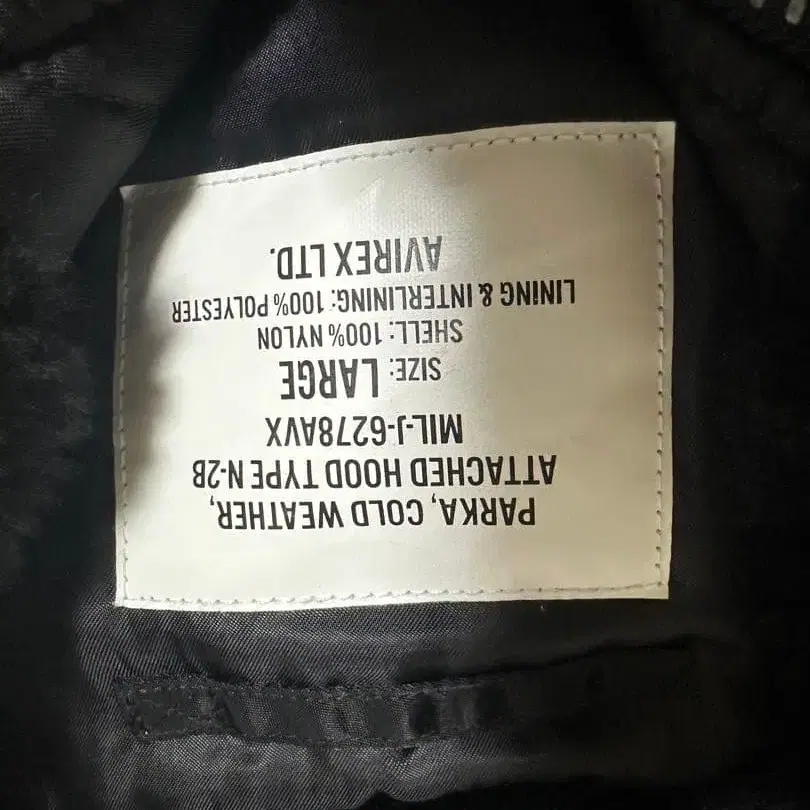 PARKA, COLD WEATHER,
ATTACHED HOOD TYPE N-2B
MIL-J-6278AVX
SIZE: LARGE
SHELL: 100% NYLON
LINING & INTERLINING: 100% POLYESTER
AVIREX LTD.